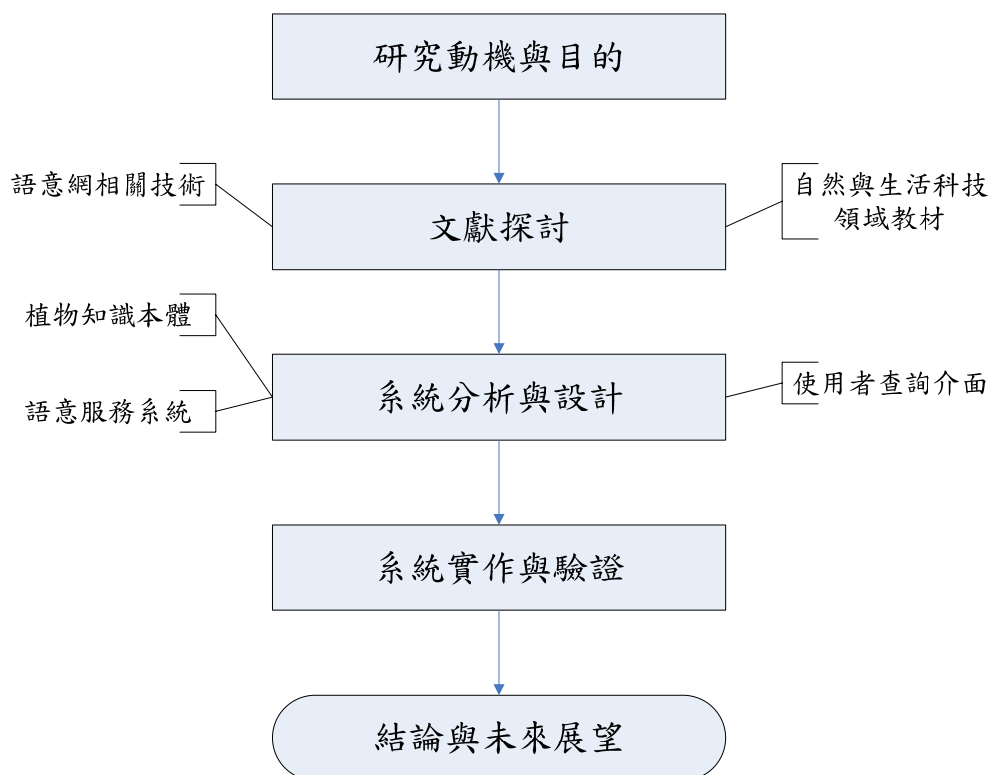 研究動機與目的
語意網相關技術
文獻探討
自然與生活科技
領域教材
植物知識本體
語意服務系統
系統分析與設計
使用者查詢介面
系統實作與驗證
結論與未來展望